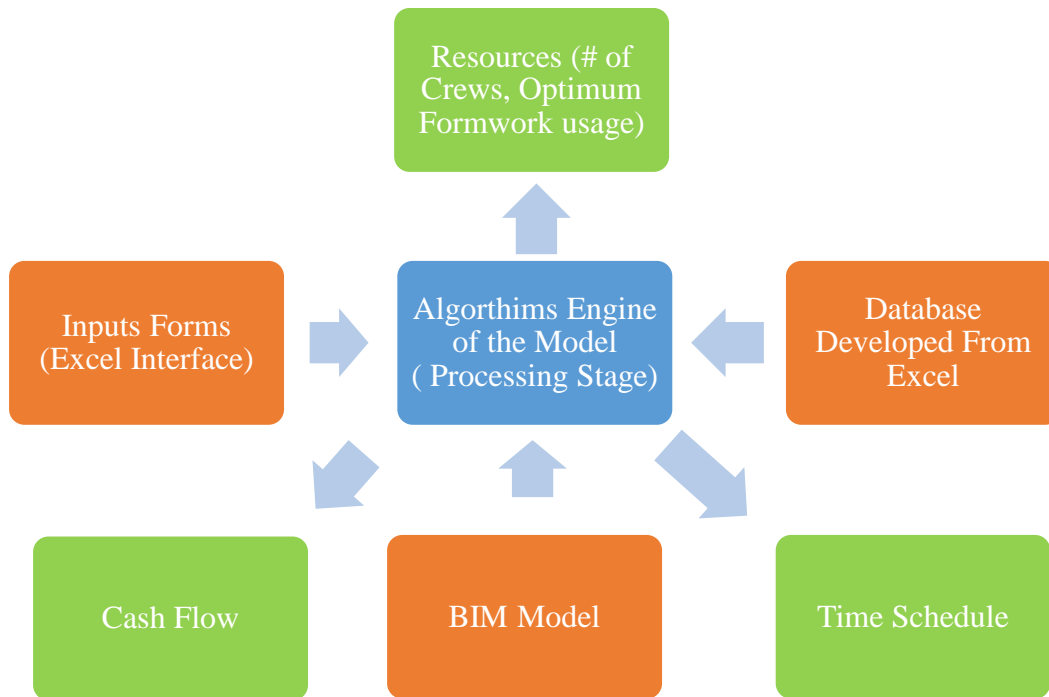 Resources (# of
Crews, Optimum
Formwork usage)
Inputs Forms
(Excel Interface)
Algorthims Engine
of the Model
( Processing Stage)
Database
Developed From
Excel
Cash Flow
BIM Model
Time Schedule